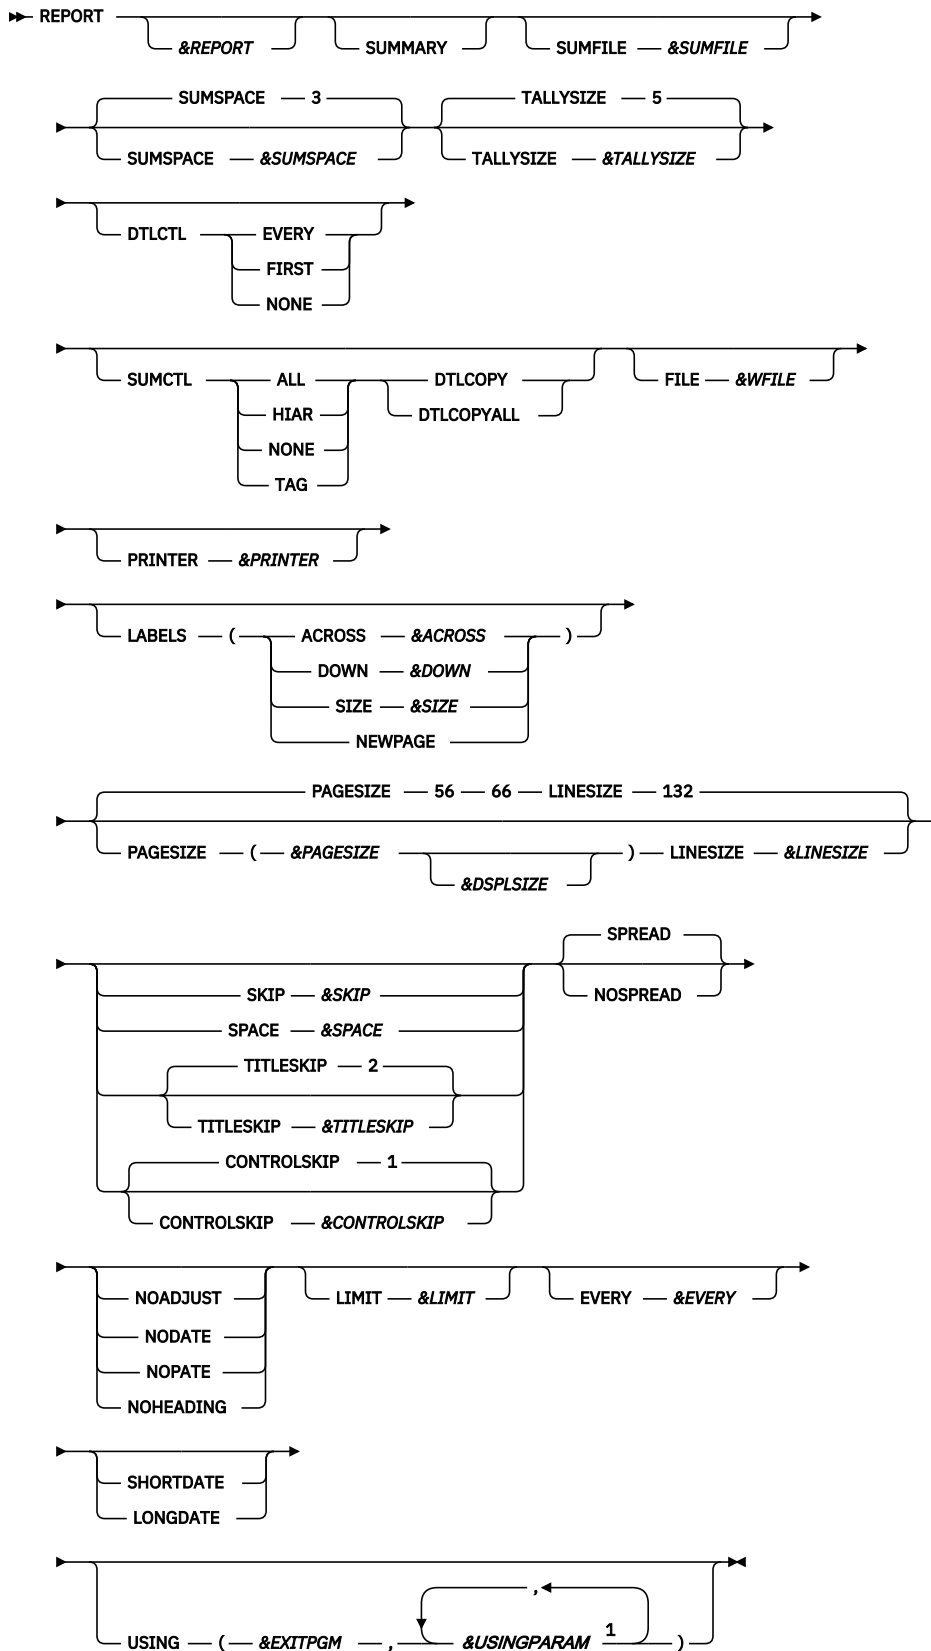 REPORT
&REPORT SUMMARY SUMFILE &SUMFILE
SUMSPACE 3 TALLYSIZE 5
SUMSPACE &SUMSPACE TALLYSIZE &TALLYSIZE
DTLCTL EVERY
FIRST
NONE
SUMCTL ALL DTLCOPY FILE &WFILE
HIAR DTLCOPYALL
NONE
TAG
PRINTER &PRINTER
LABELS ( ACROSS &ACROSS )
DOWN &DOWN
SIZE &SIZE
NEWPAGE
PAGESIZE 56 66 LINESIZE 132
PAGESIZE ( &PAGESIZE ) LINESIZE &LINESIZE
&DSPLSIZE
SPREAD
SKIP &SKIP NOSPREAD
SPACE &SPACE
TITLESKIP 2
TITLESKIP &TITLESKIP
CONTROLSKIP 1
CONTROLSKIP &CONTROLSKIP
NOADJUST LIMIT &LIMIT EVERY &EVERY
NODATE
NOPATE
NOHEADING
SHORTDATE
LONGDATE
,
USING ( &EXITPGM , &USINGPARAM 1 )